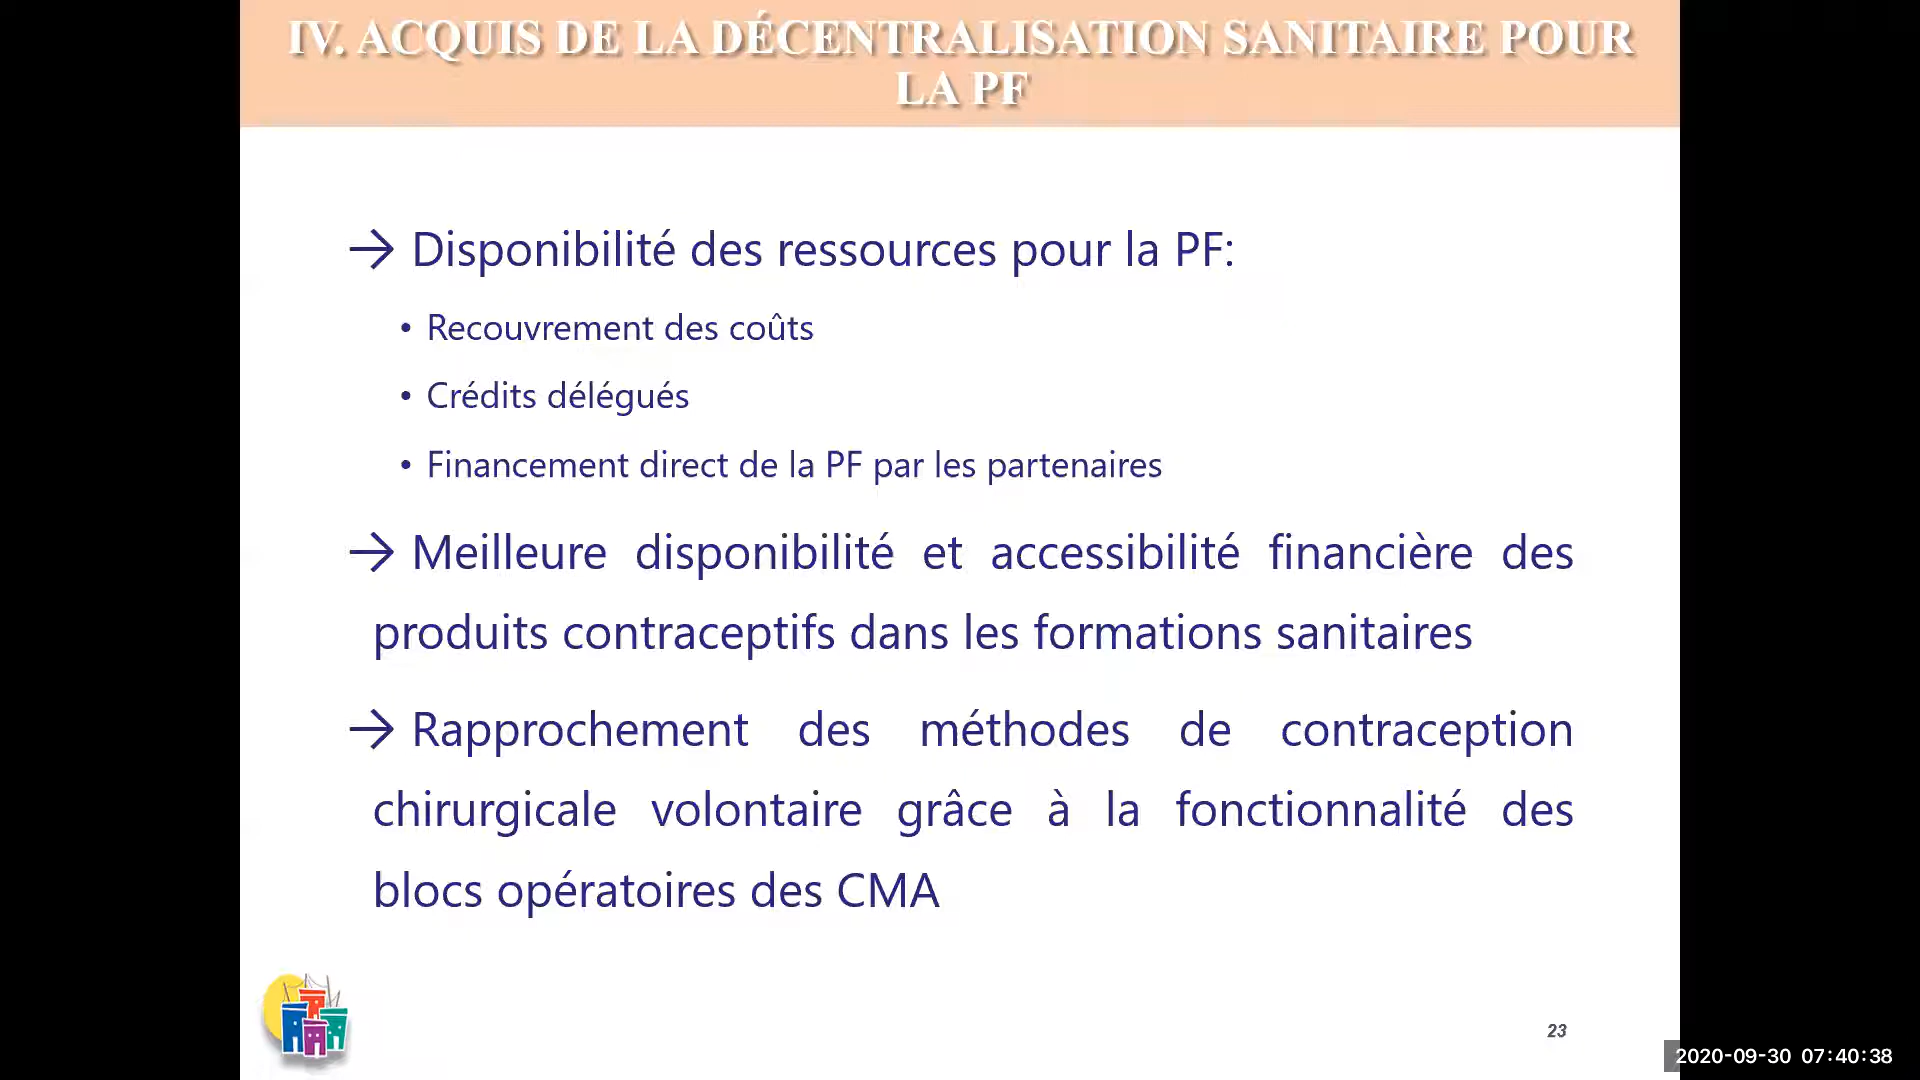 IV. ACQUIS DE LA DÉCENTRALISATION SANITAIRE POUR
LA PF
→ Disponibilité des ressources pour la PF:
• Recouvrement des coûts
• Crédits délégués
• Financement direct de la PF par les partenaires
→ Meilleure disponibilité et accessibilité financière des
produits contraceptifs dans les formations sanitaires
→ Rapprochement des méthodes de contraception
chirurgicale volontaire grâce à la fonctionnalité des
blocs opératoires des CMA
23
2020-09-30 07:40:38